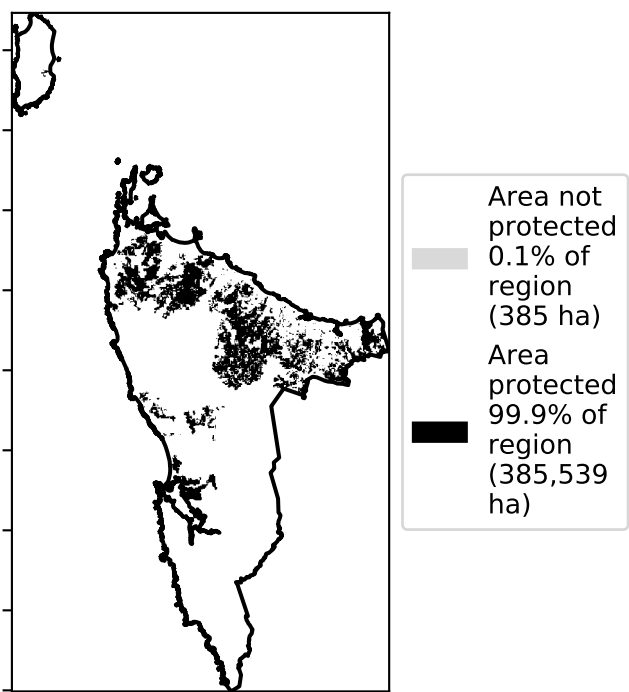 Area not
protected
0.1% of
region
(385 ha)
Area
protected
99.9% of
region
(385,539
ha)